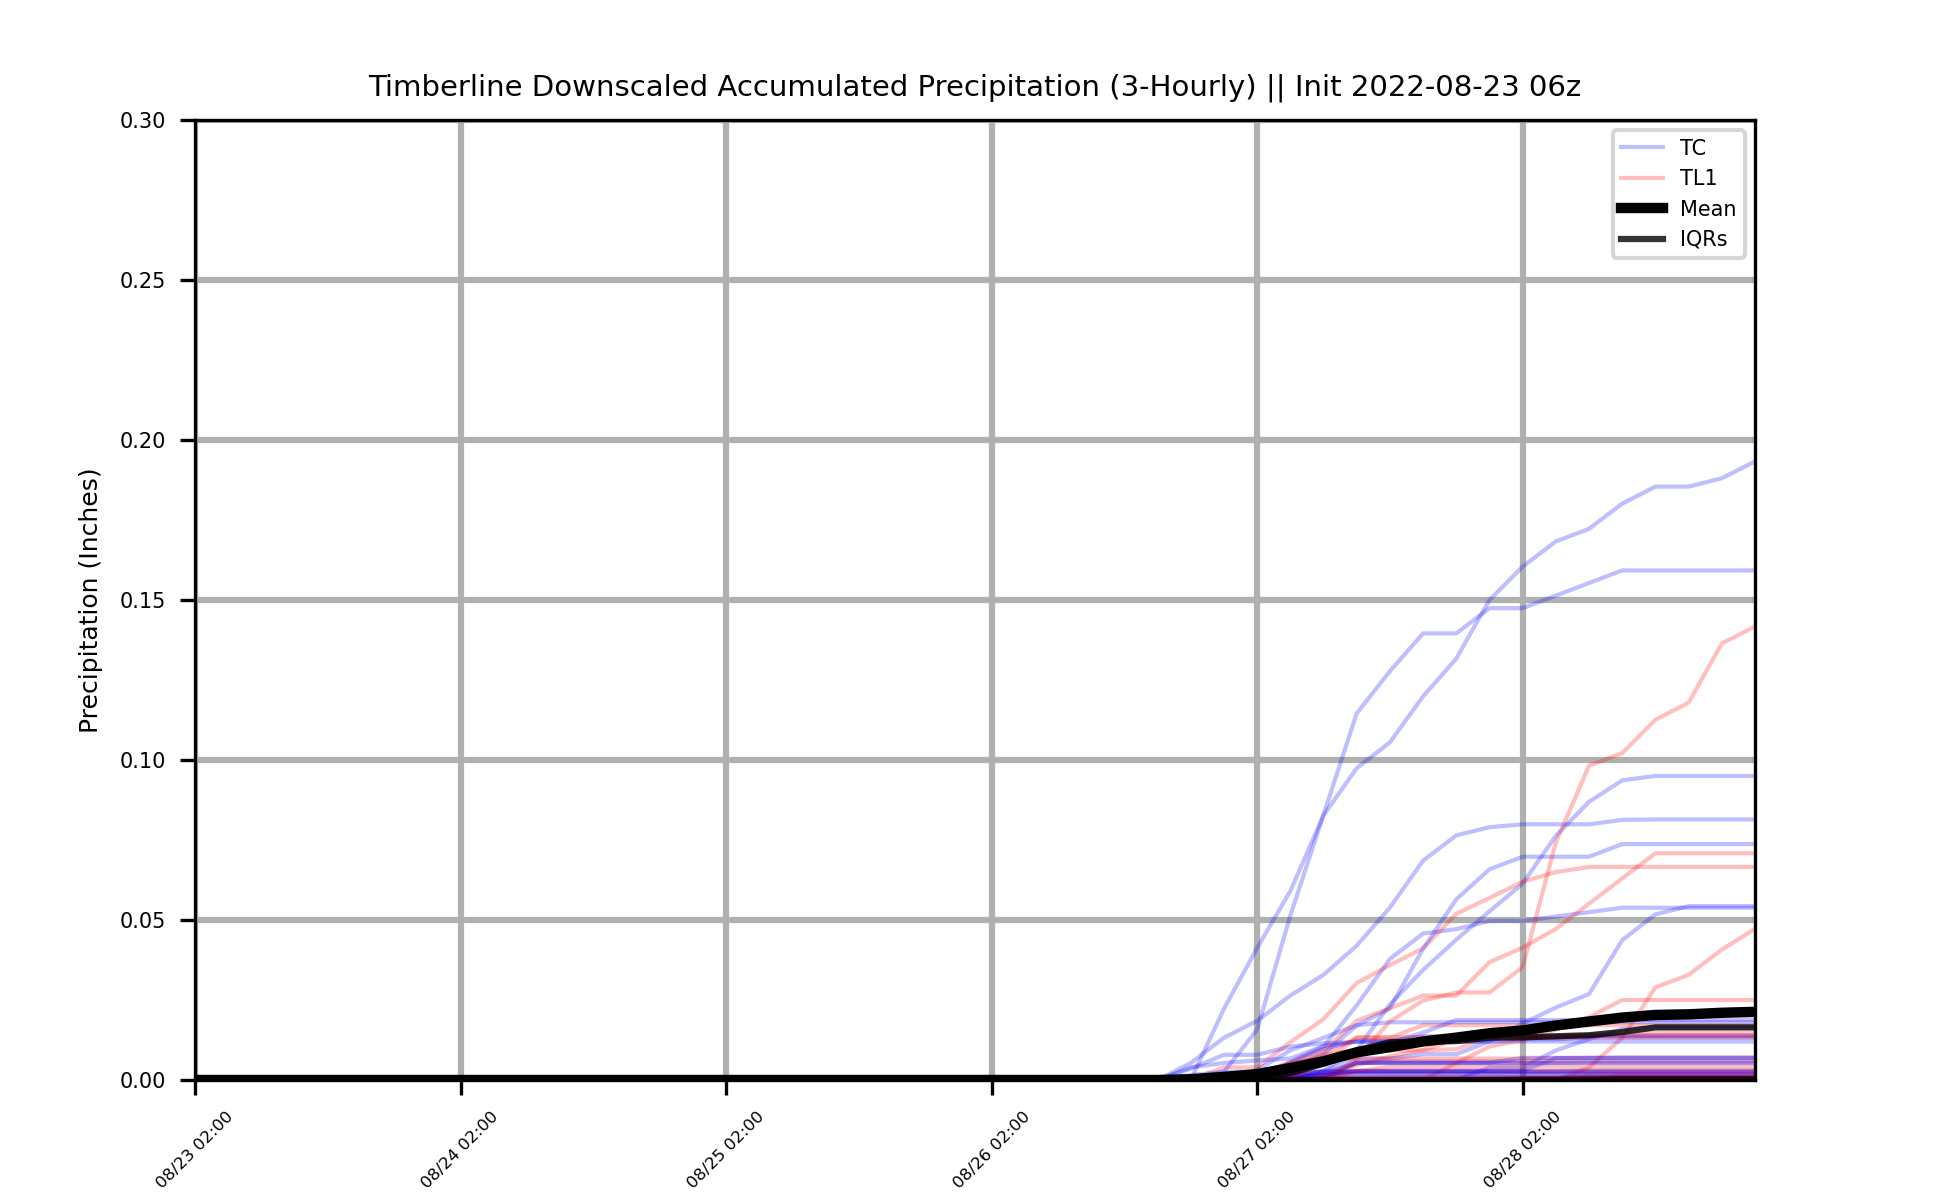 Timberline Downscaled Accumulated Precipitation (3-Hourly) || Init 2022-08-23 06z
TC
TL1
Mean
IQRs
Precipitation (Inches)
0.30
0.25
0.20
0.15
0.10
0.05
0.00
08/23 02:00
08/24 02:00
08/25 02:00
08/26 02:00
08/27 02:00
08/28 02:00